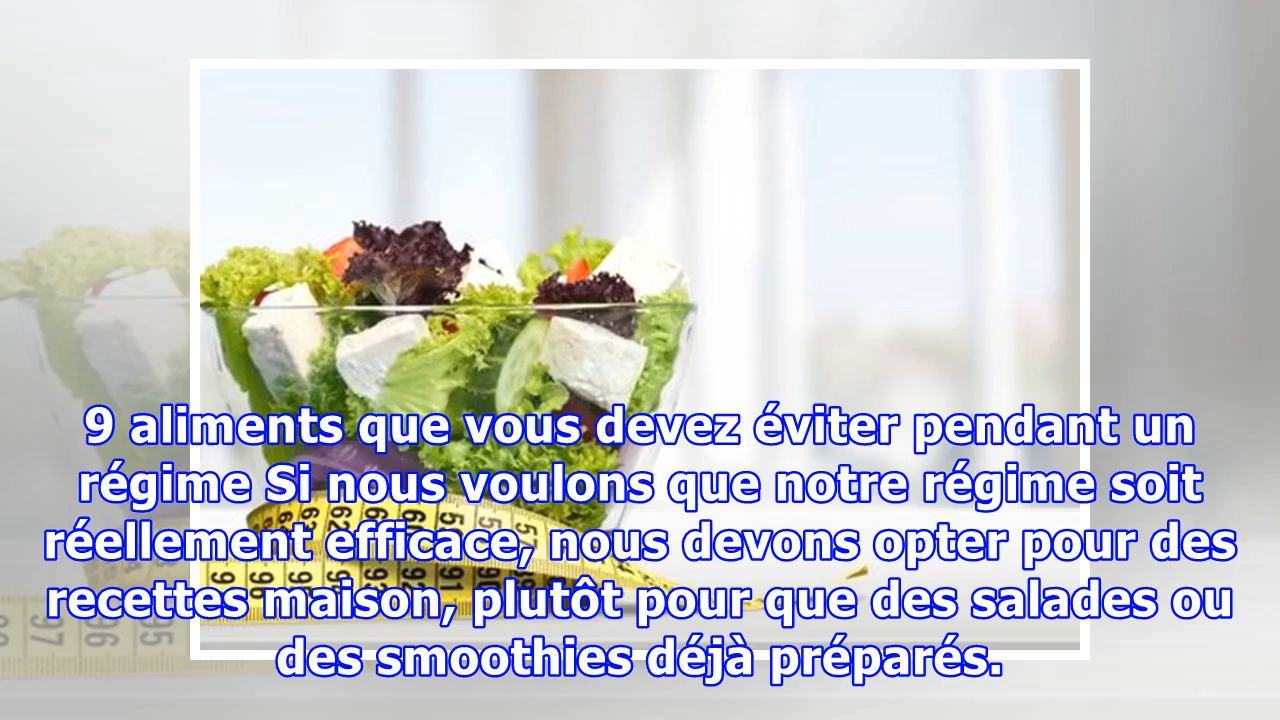 9 aliments que vous devez éviter pendant un
régime Si nous voulons que notre régime soit
réellement efficace, nous devons opter pour des
recettes maison, plutôt pour que des salades ou
des smoothies déjà préparés.